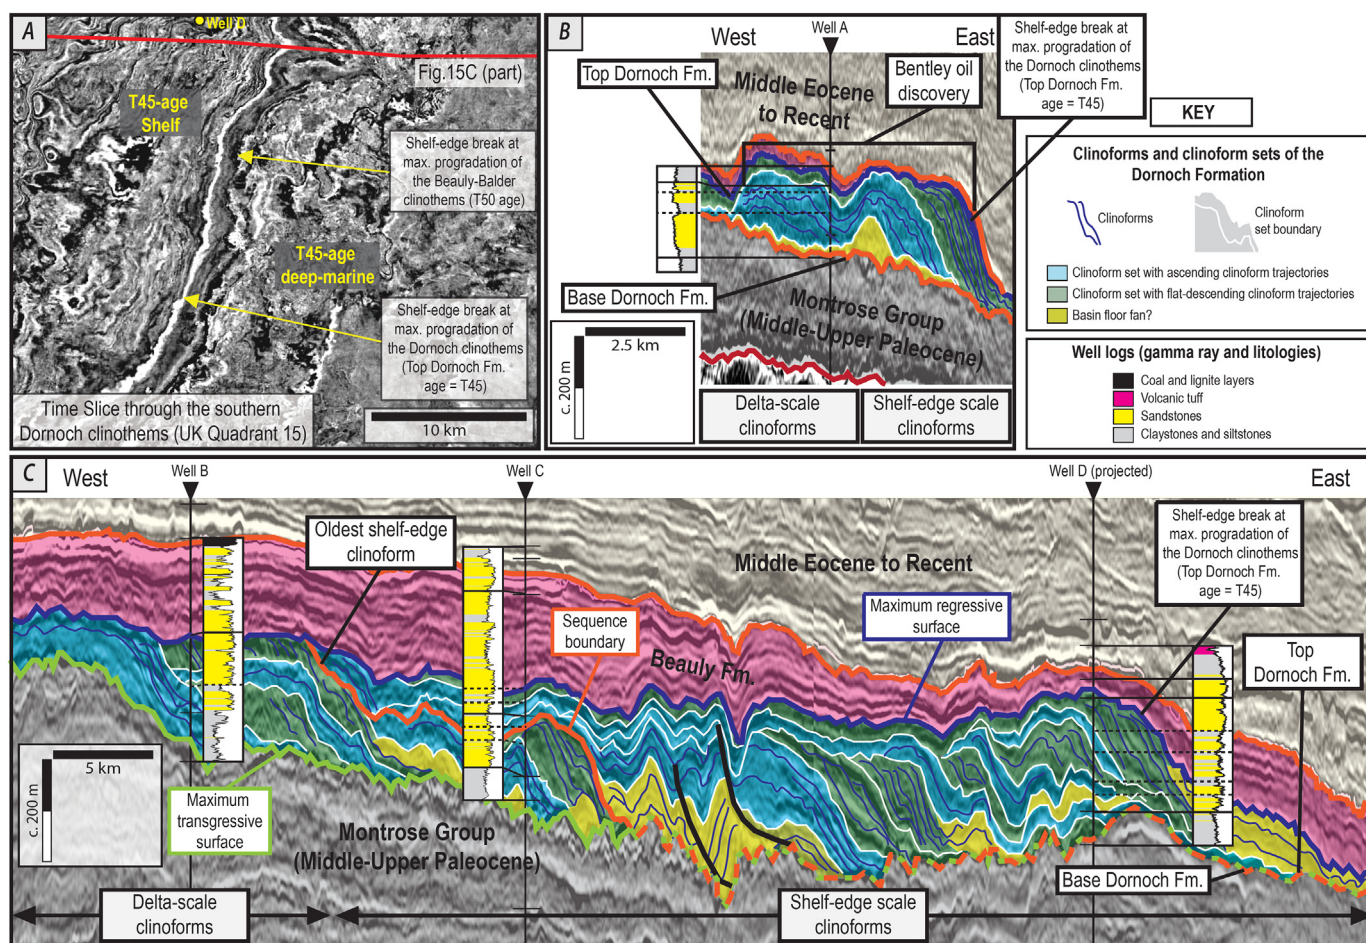 A
Well D
Fig.15C (part)
T45-age
Shelf
Shelf-edge break at
max. progradation of
the Beauly-Balder
clinothems (T50 age)
T45-age
deep-marine
Shelf-edge break at
max. progradation of
the Dornoch clinothems
(Top Dornoch Fm.
age = T45)
Time Slice through the southern
Dornoch clinothems (UK Quadrant 15)
10 km
B
West
Well A
East
Top Dornoch Fm.
Middle Eocene
to Recent
Bentley oil
discovery
Shelf-edge break at
max. progradation of
the Dornoch clinothems
(Top Dornoch Fm.
age = T45)
Base Dornoch Fm.
Montrose Group
(Middle-Upper Paleocene)
2.5 km
c. 200 m
Delta-scale
clinoforms
Shelf-edge scale
clinoforms
KEY
Clinoforms and clinoform sets of the
Dornoch Formation
Clinoforms
Clinoform
set boundary
Clinoform set with ascending clinoform trajectories
Clinoform set with flat-descending clinoform trajectories
Basin floor fan?
Well logs (gamma ray and litologies)
Coal and lignite layers
Volcanic tuff
Sandstones
Claystones and siltstones
C
West
Well B
Well C
Well D (projected)
East
Oldest shelf-edge
clinoform
Middle Eocene to Recent
Shelf-edge break at
max. progradation of
the Dornoch clinothems
(Top Dornoch Fm.
age = T45)
Sequence
boundary
Maximum regressive
surface
Beauly Fm.
Top
Dornoch Fm.
5 km
c. 200 m
Maximum
transgressive
surface
Montrose Group
(Middle-Upper Paleocene)
Base Dornoch Fm.
Delta-scale
clinoforms
Shelf-edge scale
clinoforms